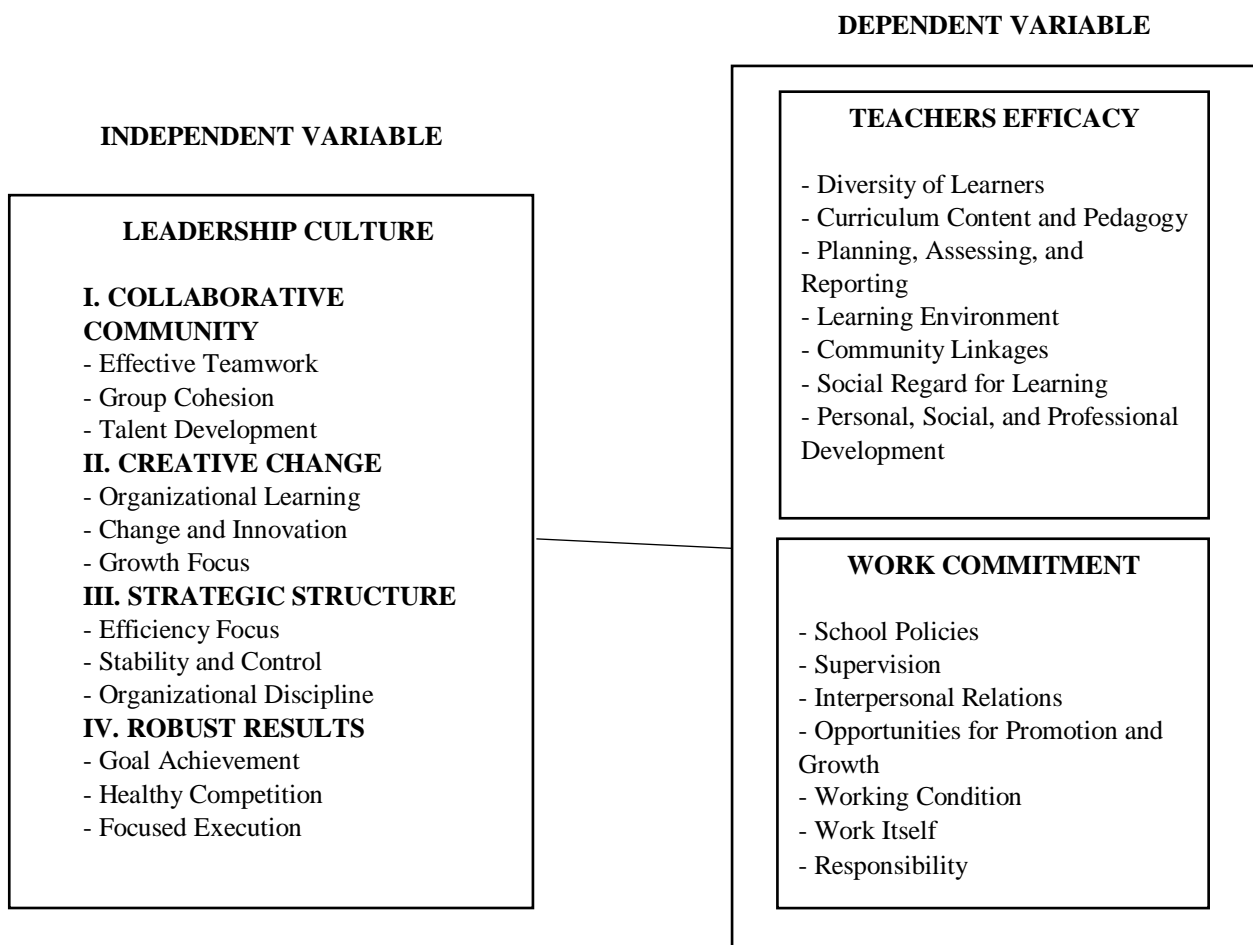 DEPENDENT VARIABLE
INDEPENDENT VARIABLE
LEADERSHIP CULTURE
I. COLLABORATIVE
COMMUNITY
- Effective Teamwork
- Group Cohesion
- Talent Development
II. CREATIVE CHANGE
- Organizational Learning
- Change and Innovation
- Growth Focus
III. STRATEGIC STRUCTURE
- Efficiency Focus
- Stability and Control
- Organizational Discipline
IV. ROBUST RESULTS
- Goal Achievement
- Healthy Competition
- Focused Execution
TEACHERS EFFICACY
- Diversity of Learners
- Curriculum Content and Pedagogy
- Planning, Assessing, and
Reporting
- Learning Environment
- Community Linkages
- Social Regard for Learning
- Personal, Social, and Professional
Development
WORK COMMITMENT
- School Policies
- Supervision
- Interpersonal Relations
- Opportunities for Promotion and
Growth
- Working Condition
- Work Itself
- Responsibility